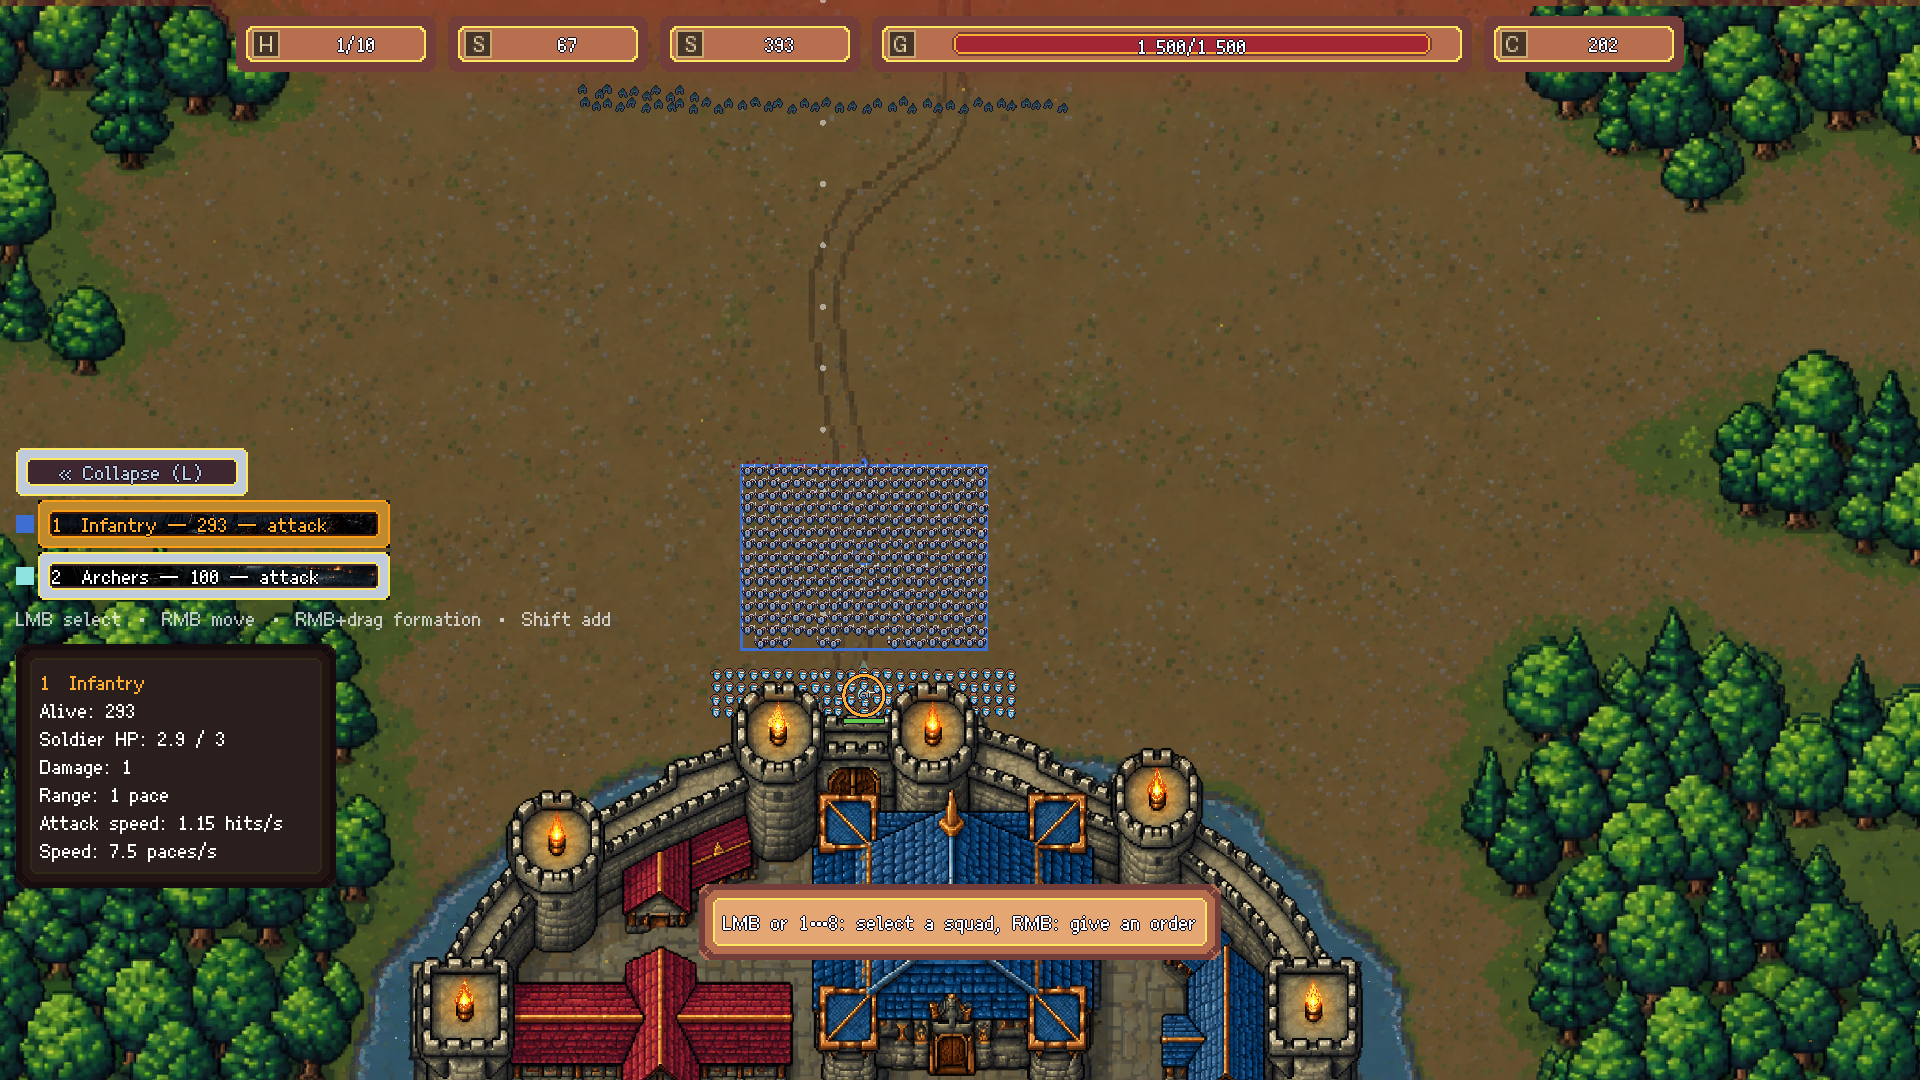 H 1/10
S 67
S 393
G 1 500/1 500
C 202
« Collapse (L)
1 Infantry — 293 — attack
2 Archers — 100 — attack
LMB select • RMB move • RMB+drag formation • Shift add
1 Infantry
Alive: 293
Soldier HP: 2.9 / 3
Damage: 1
Range: 1 pace
Attack speed: 1.15 hits/s
Speed: 7.5 paces/s
LMB or 1…8: select a squad, RMB: give an order